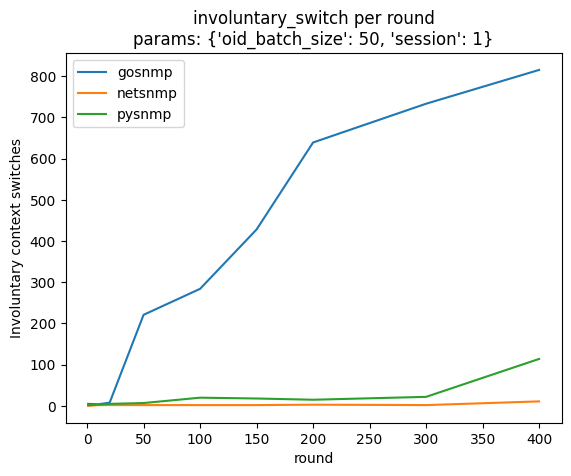 involuntary_switch per round
params: {'oid_batch_size': 50, 'session': 1}
gosnmp
netsnmp
pysnmp
Involuntary context switches
800
700
600
500
400
300
200
100
0
0 50 100 150 200 250 300 350 400
round